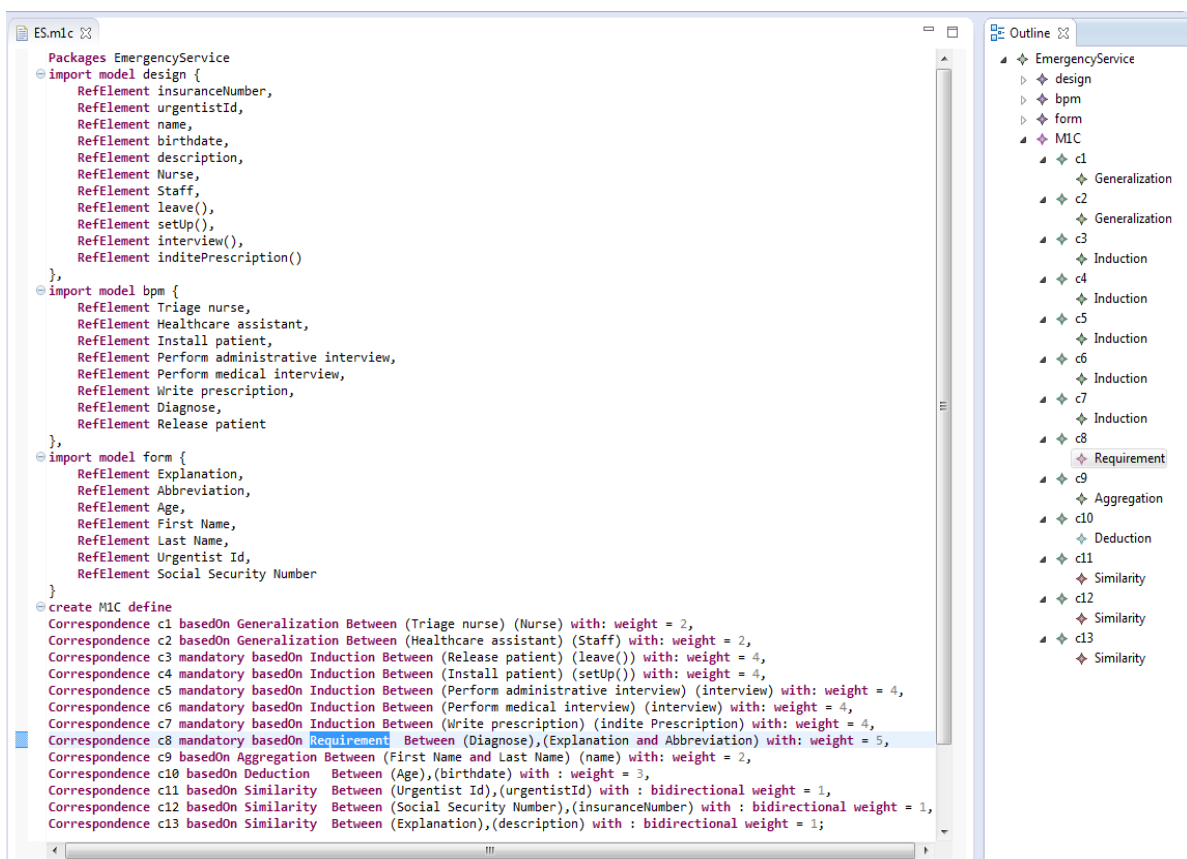 ES.m1c
Packages EmergencyService
import model design {
RefElement insuranceNumber,
RefElement urgentistId,
RefElement name,
RefElement birthdate,
RefElement description,
RefElement Nurse,
RefElement Staff,
RefElement leave(),
RefElement setUp(),
RefElement interview(),
RefElement inditePrescription()
},
import model bpm {
RefElement Triage nurse,
RefElement Healthcare assistant,
RefElement Install patient,
RefElement Perform administrative interview,
RefElement Perform medical interview,
RefElement Write prescription,
RefElement Diagnose,
RefElement Release patient
},
import model form {
RefElement Explanation,
RefElement Abbreviation,
RefElement Age,
RefElement First Name,
RefElement Last Name,
RefElement Urgentist Id,
RefElement Social Security Number
}
create M1C define
Correspondence c1 basedOn Generalization Between (Triage nurse) (Nurse) with: weight = 2,
Correspondence c2 basedOn Generalization Between (Healthcare assistant) (Staff) with: weight = 2,
Correspondence c3 mandatory basedOn Induction Between (Release patient) (leave()) with: weight = 4,
Correspondence c4 mandatory basedOn Induction Between (Install patient) (setUp()) with: weight = 4,
Correspondence c5 mandatory basedOn Induction Between (Perform administrative interview) (interview) with: weight = 4,
Correspondence c6 mandatory basedOn Induction Between (Perform medical interview) (interview) with: weight = 4,
Correspondence c7 mandatory basedOn Induction Between (Write prescription) (indite Prescription) with: weight = 4,
Correspondence c8 mandatory basedOn Requirement  Between (Diagnose),(Explanation and Abbreviation) with: weight = 5,
Correspondence c9 basedOn Aggregation Between (First Name and Last Name) (name) with: weight = 2,
Correspondence c10 basedOn Deduction   Between (Age),(birthdate) with : weight = 3,
Correspondence c11 basedOn Similarity  Between (Urgentist Id),(urgentistId) with : bidirectional weight = 1,
Correspondence c12 basedOn Similarity  Between (Social Security Number),(insuranceNumber) with : bidirectional weight = 1,
Correspondence c13 basedOn Similarity  Between (Explanation),(description) with : bidirectional weight = 1;
Outline
EmergencyService
design
bpm
form
M1C
c1
Generalization
c2
Generalization
c3
Induction
c4
Induction
c5
Induction
c6
Induction
c7
Induction
c8
Requirement
c9
Aggregation
c10
Deduction
c11
Similarity
c12
Similarity
c13
Similarity